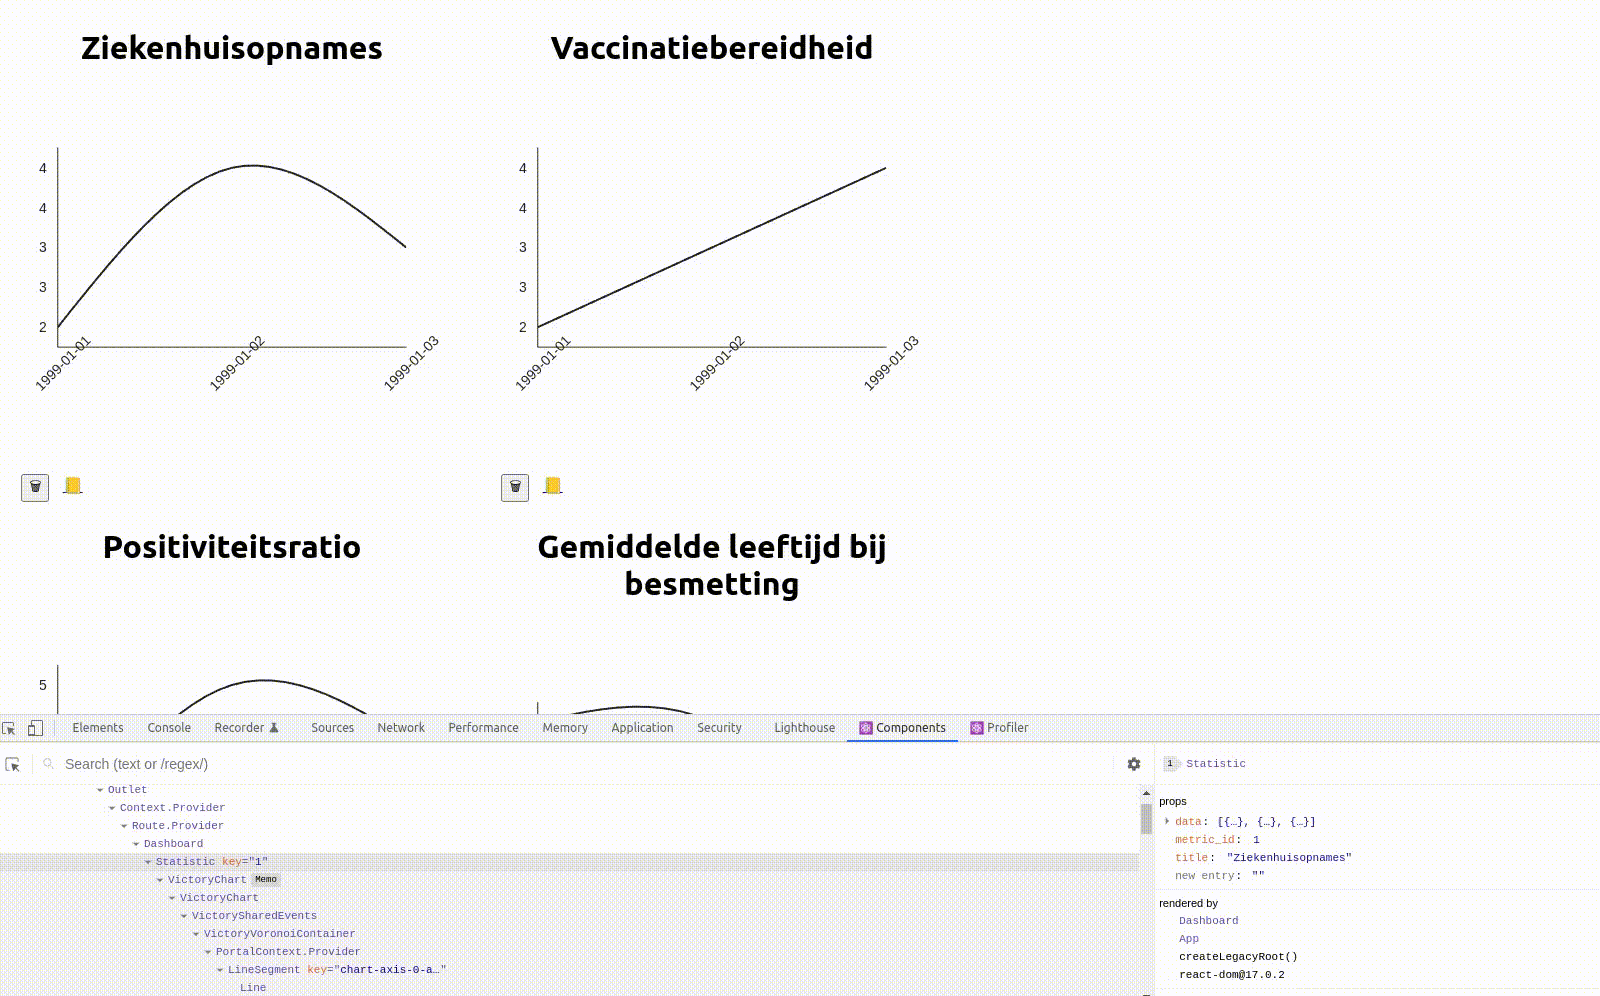 Ziekenhuisopnames
Vaccinatiebereidheid
4
4
3
3
2
1999-01-01
1999-01-02
1999-01-03
4
4
3
3
2
1999-01-01
1999-01-02
1999-01-03
Positiviteitsratio
Gemiddelde leeftijd bij
besmetting
5
Elements Console Recorder Sources Network Performance Memory Application Security Lighthouse Components Profiler
Search (text or /regex/)
Outlet
Context.Provider
Route.Provider
Dashboard
Statistic key="1"
VictoryChart Memo
VictoryChart
VictorySharedEvents
VictoryVoronoiContainer
PortalContext.Provider
LineSegment key="chart-axis-0-a…"
Line
1 Statistic
props
data: [{…}, {…}, {…}]
metric_id: 1
title: "Ziekenhuisopnames"
new entry: ""
rendered by
Dashboard
App
createLegacyRoot()
react-dom@17.0.2